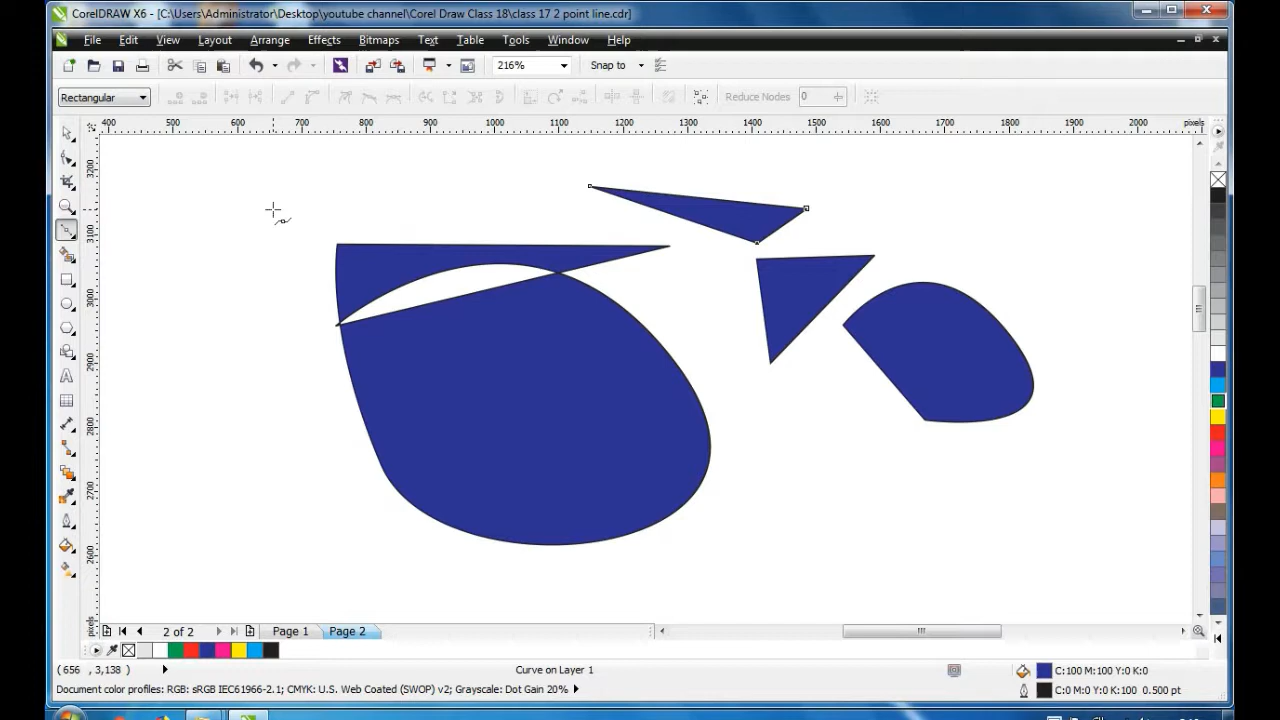 CorelDRAW X6 - [C:\Users\Administrator\Desktop\youtube channel\Corel Draw Class 18\class 17 2 point line.cdr]
File Edit View Layout Arrange Effects Bitmaps Text Table Tools Window Help
216% Snap to
Rectangular Reduce Nodes 0
400 500 600 700 800 900 1000 1100 1200 1300 1400 1500 1600 1700 1800 1900 2000 pixels
3200
3100
3000
2900
2800
2700
2600
pixels
2 of 2 Page 1 Page 2
( 656 , 3,138 ) Curve on Layer 1 C:100 M:100 Y:0 K:0
Document color profiles: RGB: sRGB IEC61966-2.1; CMYK: U.S. Web Coated (SWOP) v2; Grayscale: Dot Gain 20% C:0 M:0 Y:0 K:100 0.500 pt